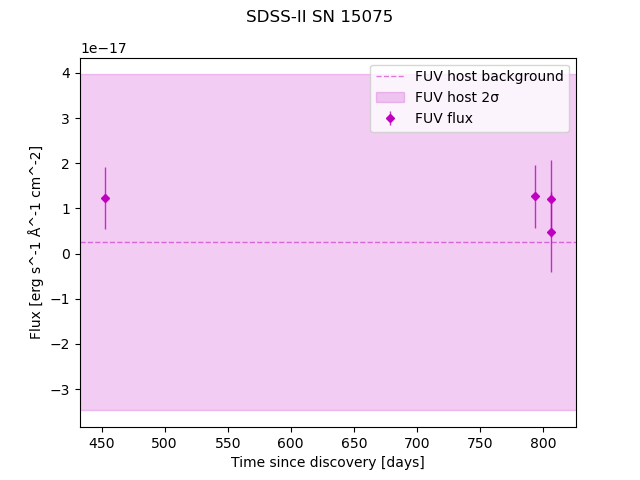 SDSS-II SN 15075
1e−17
FUV host background
FUV host 2σ
FUV flux
4
3
2
1
0
−1
−2
−3
Flux [erg s^-1 Å^-1 cm^-2]
450 500 550 600 650 700 750 800
Time since discovery [days]